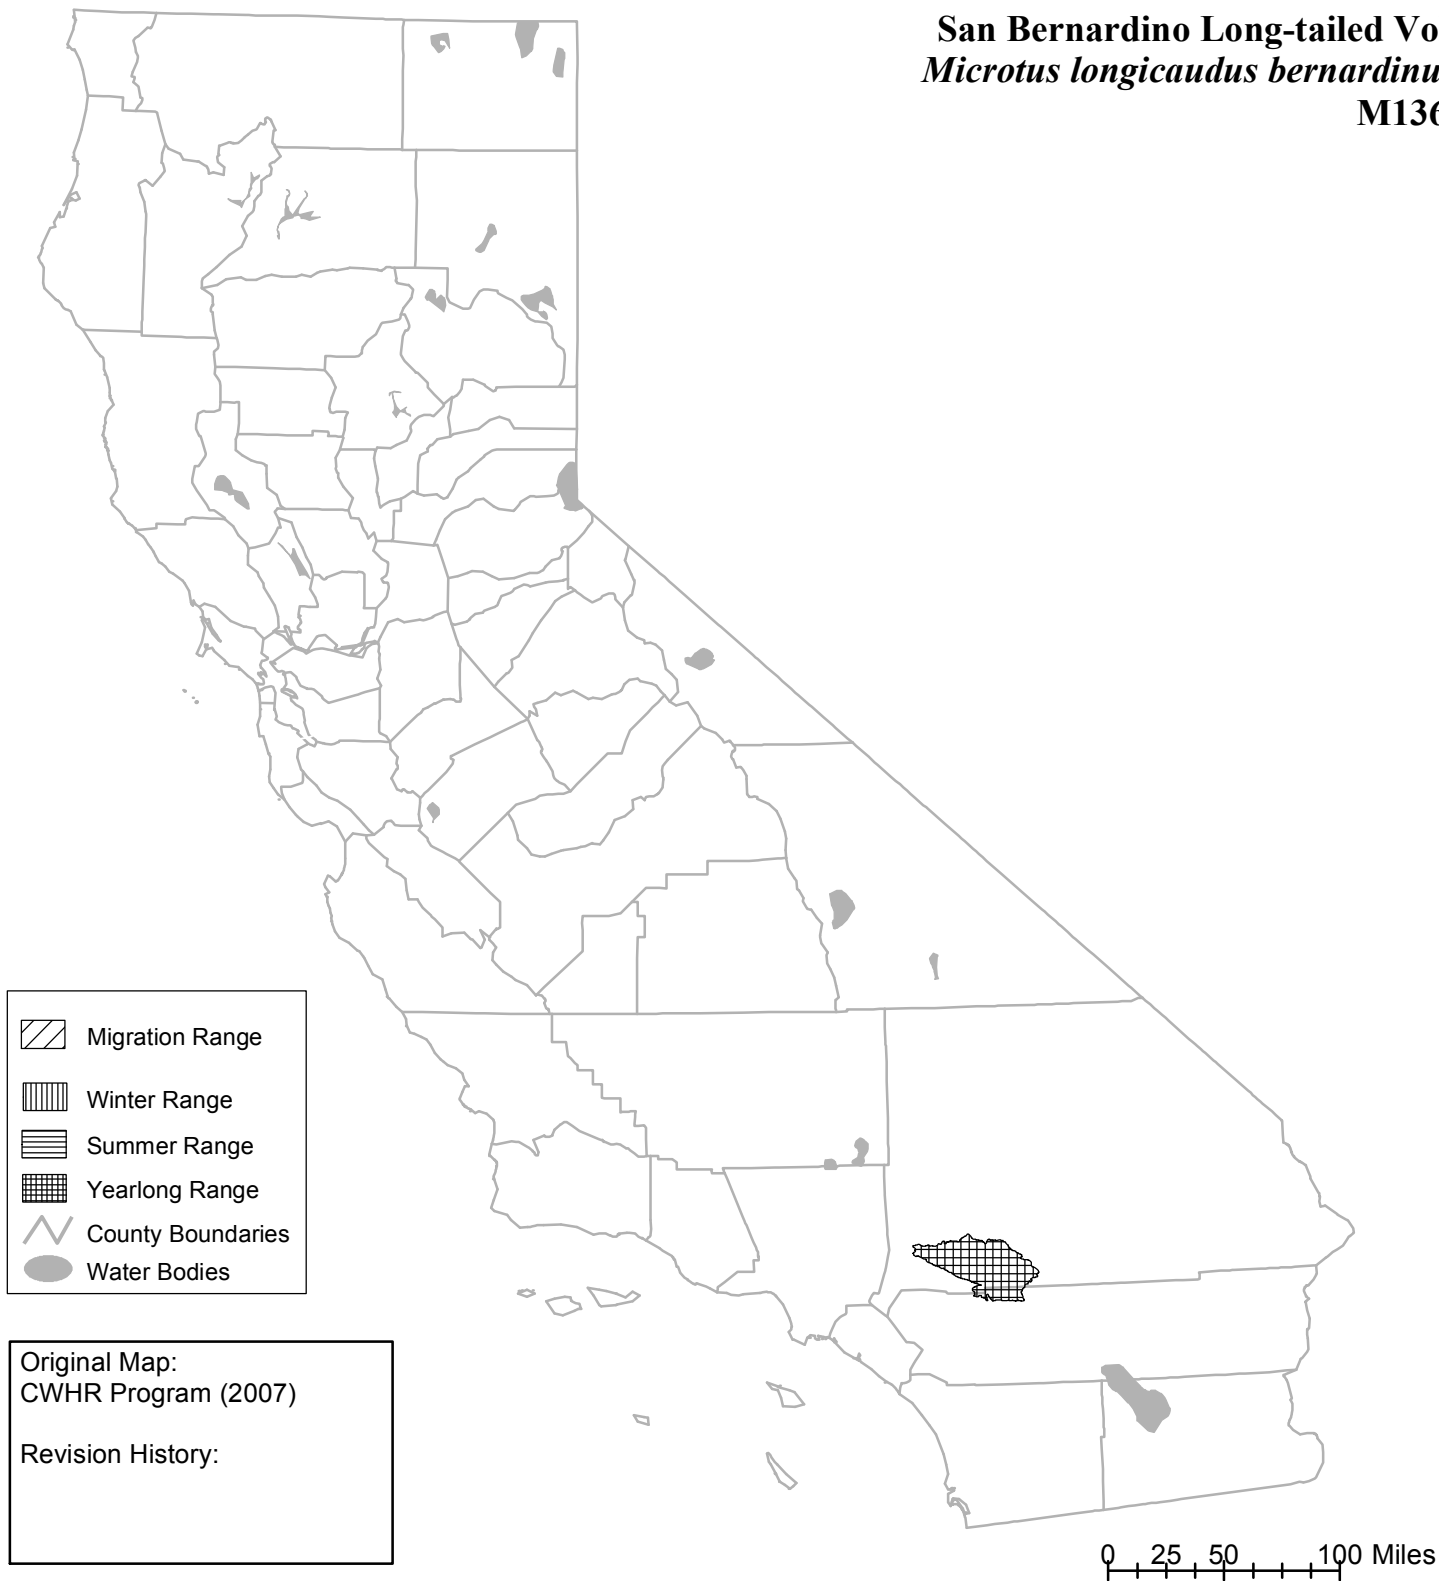 San Bernardino Long-tailed Vo
Microtus longicaudus bernardinu
M136
Migration Range
Winter Range
Summer Range
Yearlong Range
County Boundaries
Water Bodies
Original Map:
CWHR Program (2007)
Revision History:
0 25 50 100 Miles